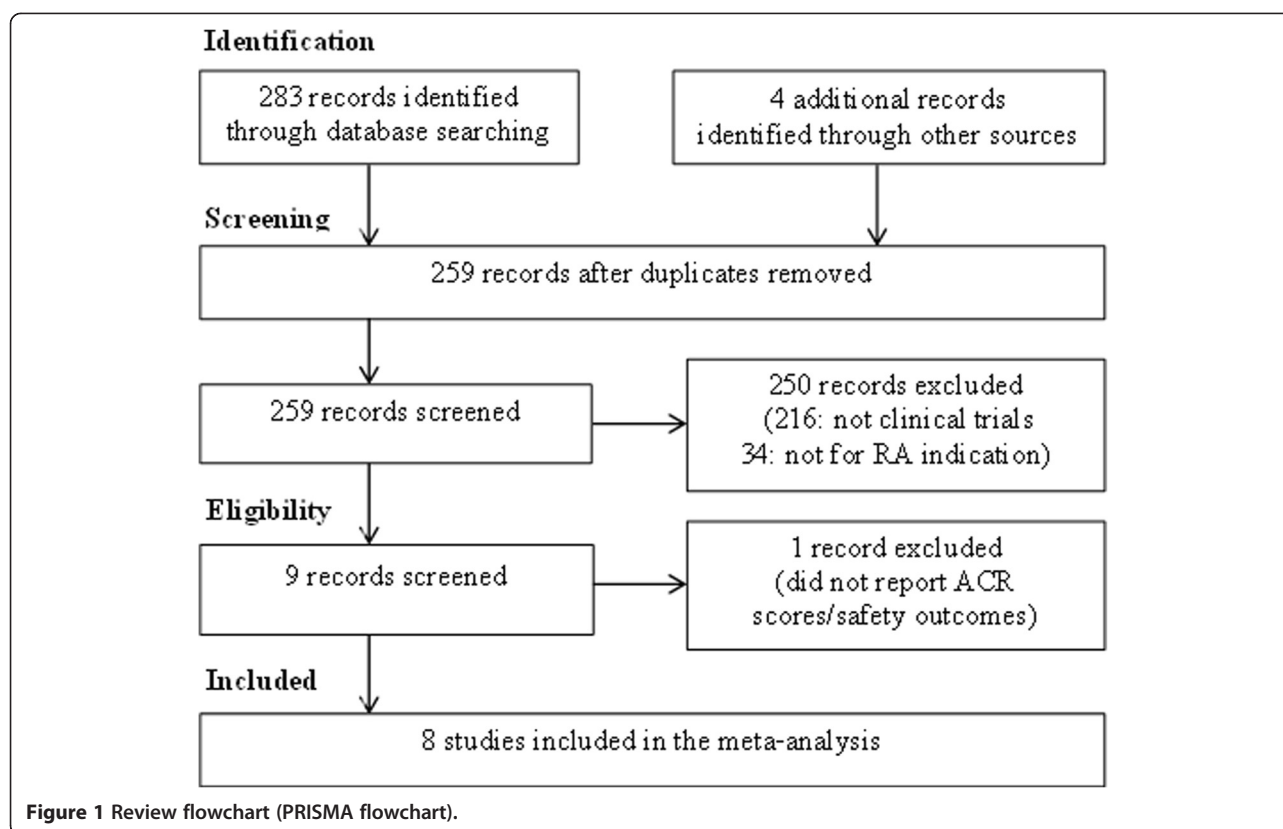 Identification
283 records identified
through database searching
4 additional records
identified through other sources
Screening
259 records after duplicates removed
259 records screened
250 records excluded
(216: not clinical trials
34: not for RA indication)
Eligibility
9 records screened
1 record excluded
(did not report ACR
scores/safety outcomes)
Included
8 studies included in the meta-analysis
Figure 1 Review flowchart (PRISMA flowchart).